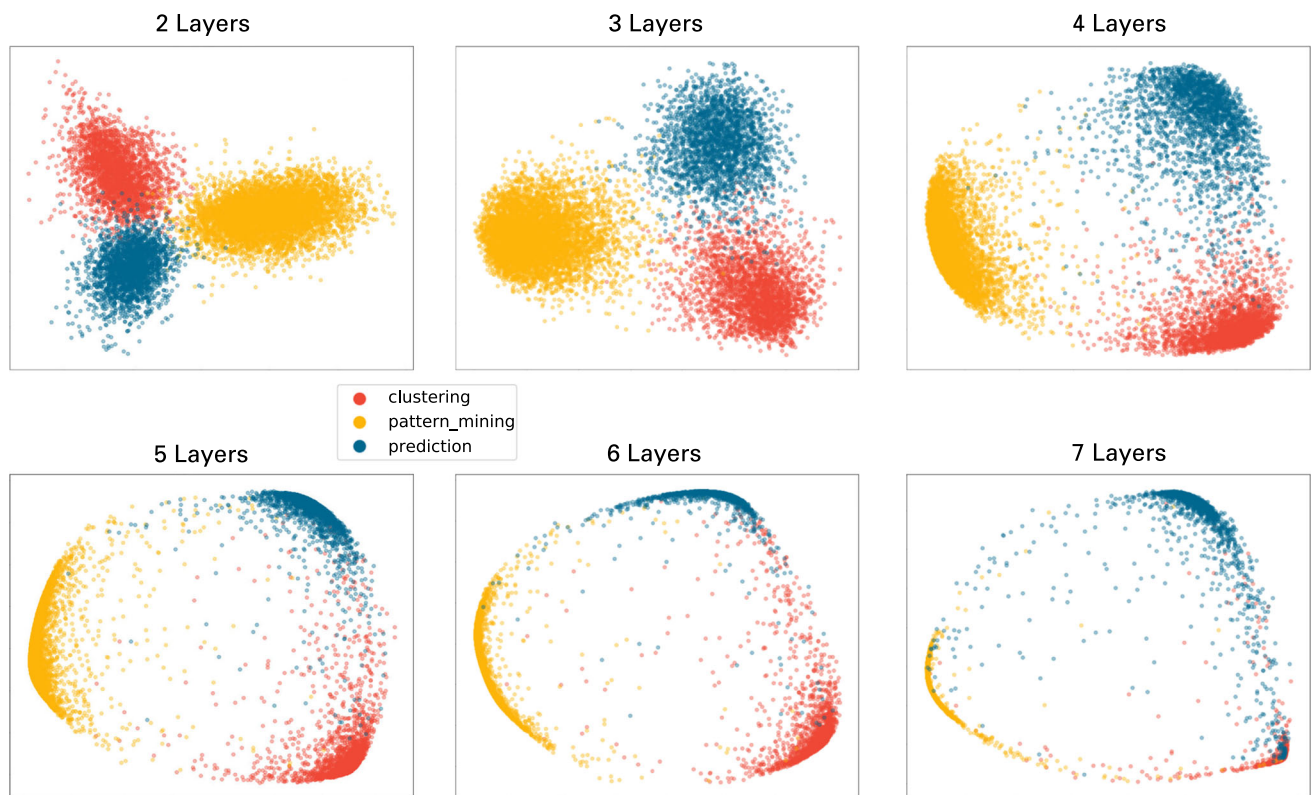 2 Layers
3 Layers
4 Layers
clustering
pattern_mining
prediction
5 Layers
6 Layers
7 Layers